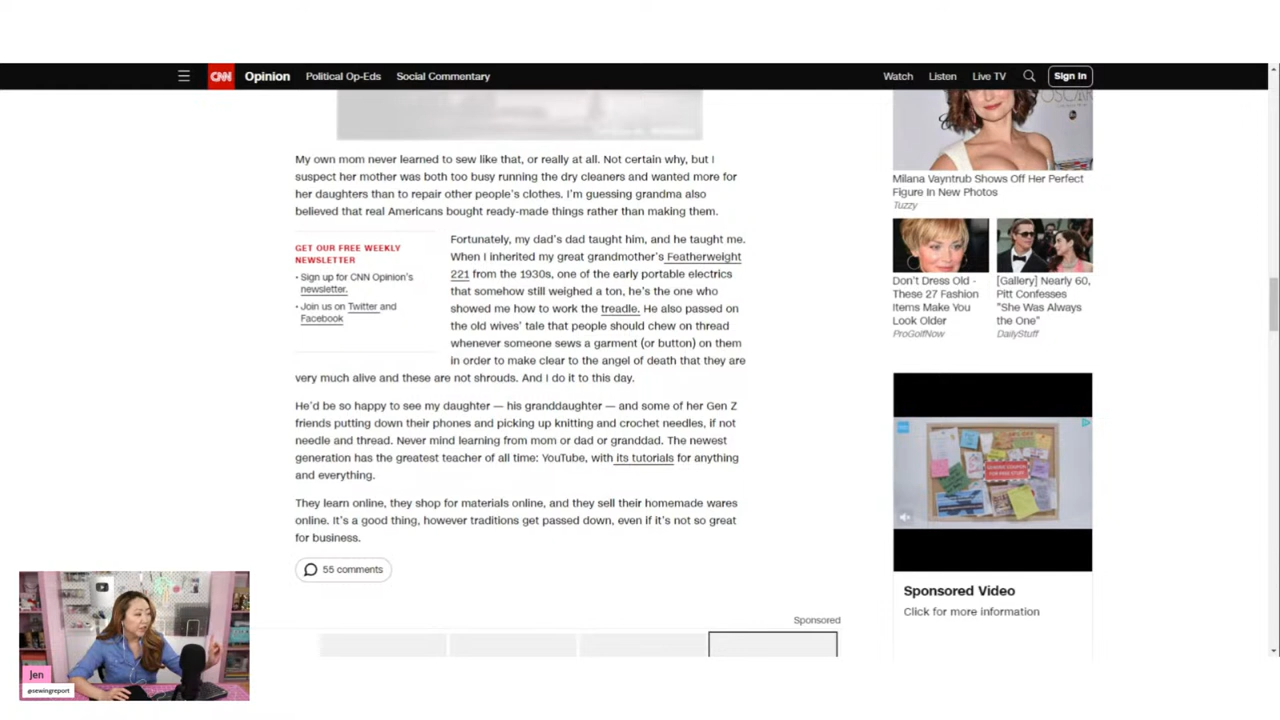 CNN Opinion Political Op-Eds Social Commentary Watch Listen Live TV Sign In
My own mom never learned to sew like that, or really at all. Not certain why, but I
suspect her mother was both too busy running the dry cleaners and wanted more for
her daughters than to repair other people's clothes. I'm guessing grandma also
believed that real Americans bought ready-made things rather than making them.
GET OUR FREE WEEKLY
NEWSLETTER
• Sign up for CNN Opinion's
newsletter.
• Join us on Twitter and
Facebook
Fortunately, my dad's dad taught him, and he taught me.
When I inherited my great grandmother's Featherweight
221 from the 1930s, one of the early portable electrics
that somehow still weighed a ton, he's the one who
showed me how to work the treadle. He also passed on
the old wives' tale that people should chew on thread
whenever someone sews a garment (or button) on them
in order to make clear to the angel of death that they are
very much alive and these are not shrouds. And I do it to this day.
He'd be so happy to see my daughter — his granddaughter — and some of her Gen Z
friends putting down their phones and picking up knitting and crochet needles, if not
needle and thread. Never mind learning from mom or dad or granddad. The newest
generation has the greatest teacher of all time: YouTube, with its tutorials for anything
and everything.
They learn online, they shop for materials online, and they sell their homemade wares
online. It's a good thing, however traditions get passed down, even if it's not so great
for business.
55 comments
Sponsored
Milana Vayntrub Shows Off Her Perfect
Figure In New Photos
Tuzzy
Don't Dress Old -
These 27 Fashion
Items Make You
Look Older
ProGolfNow
[Gallery] Nearly 60,
Pitt Confesses
"She Was Always
the One"
DailyStuff
Sponsored Video
Click for more information
Jen
@sewingreport